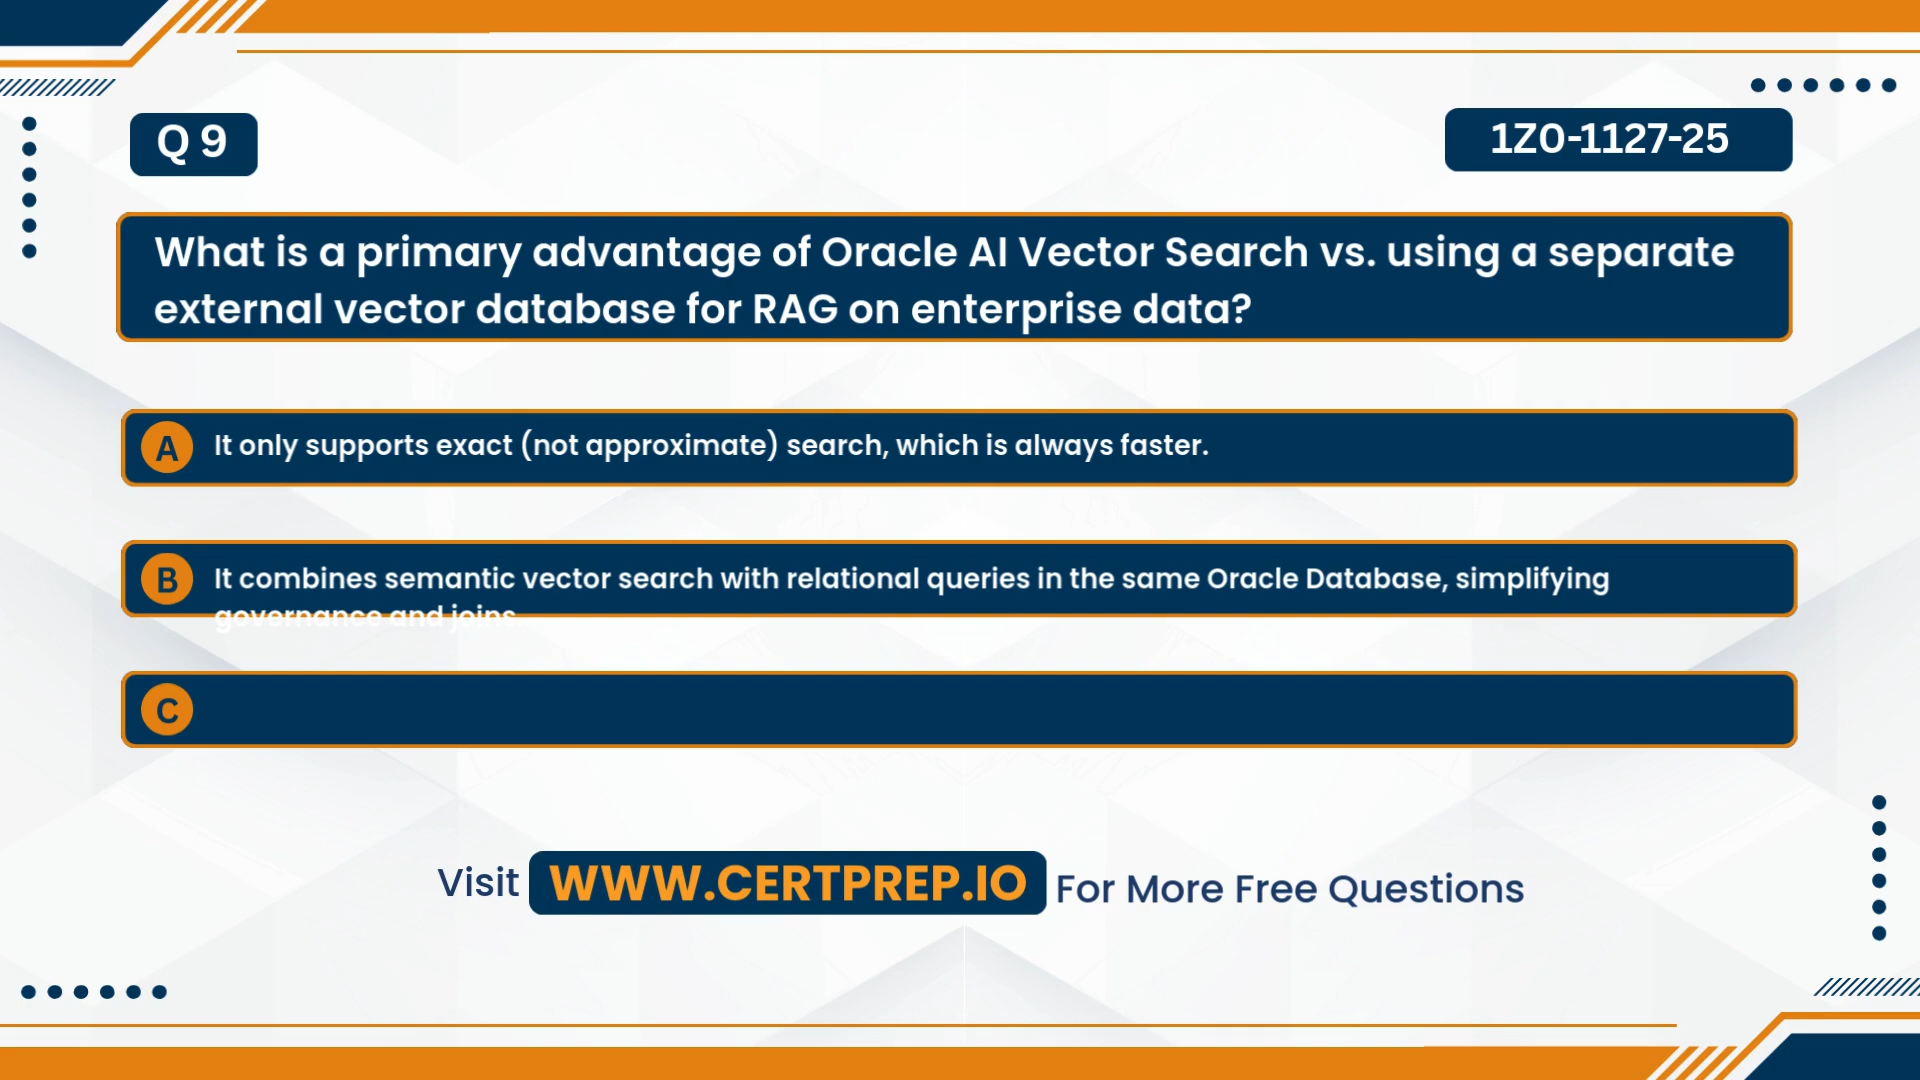 Q 9
1Z0-1127-25
What is a primary advantage of Oracle AI Vector Search vs. using a separate
external vector database for RAG on enterprise data?
A It only supports exact (not approximate) search, which is always faster.
B It combines semantic vector search with relational queries in the same Oracle Database, simplifying
governance and joins.
C
Visit WWW.CERTPREP.IO For More Free Questions